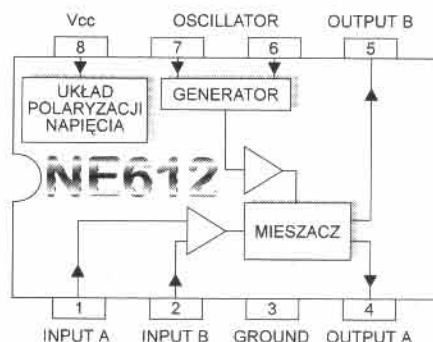 Vcc OSCILLATOR OUTPUT B
8 7 6 5
UKŁAD
POLARYZACJI
NAPIĘCIA
GENERATOR
NE612
MIESZACZ
1 2 3 4
INPUT A INPUT B GROUND OUTPUT A